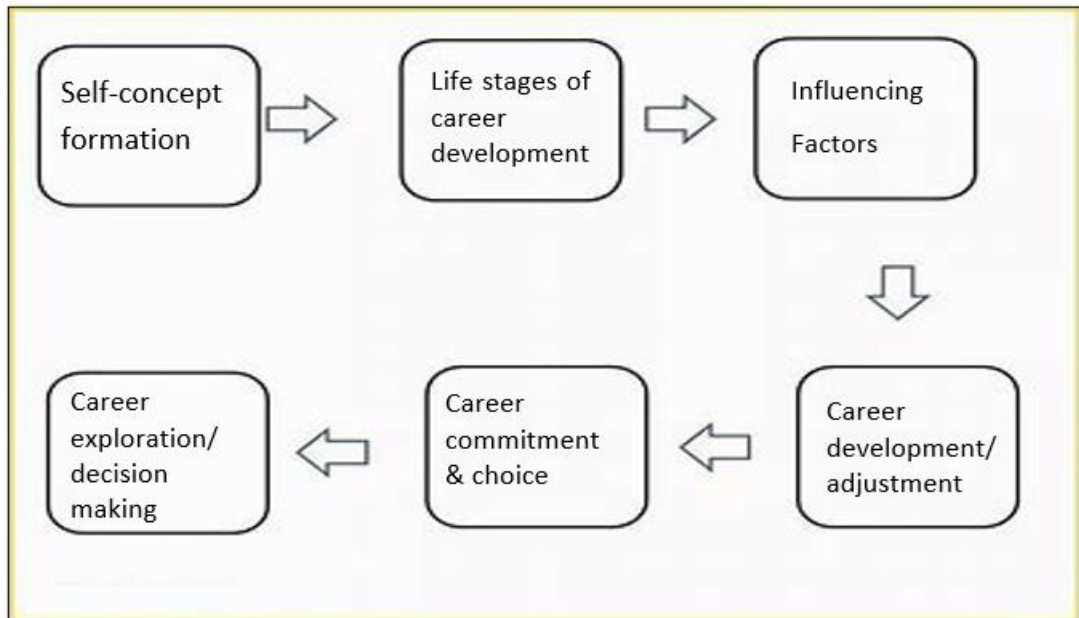 Self-concept
formation
Life stages of
career
development
Influencing
Factors
Career
development/
adjustment
Career
commitment
& choice
Career
exploration/
decision
making